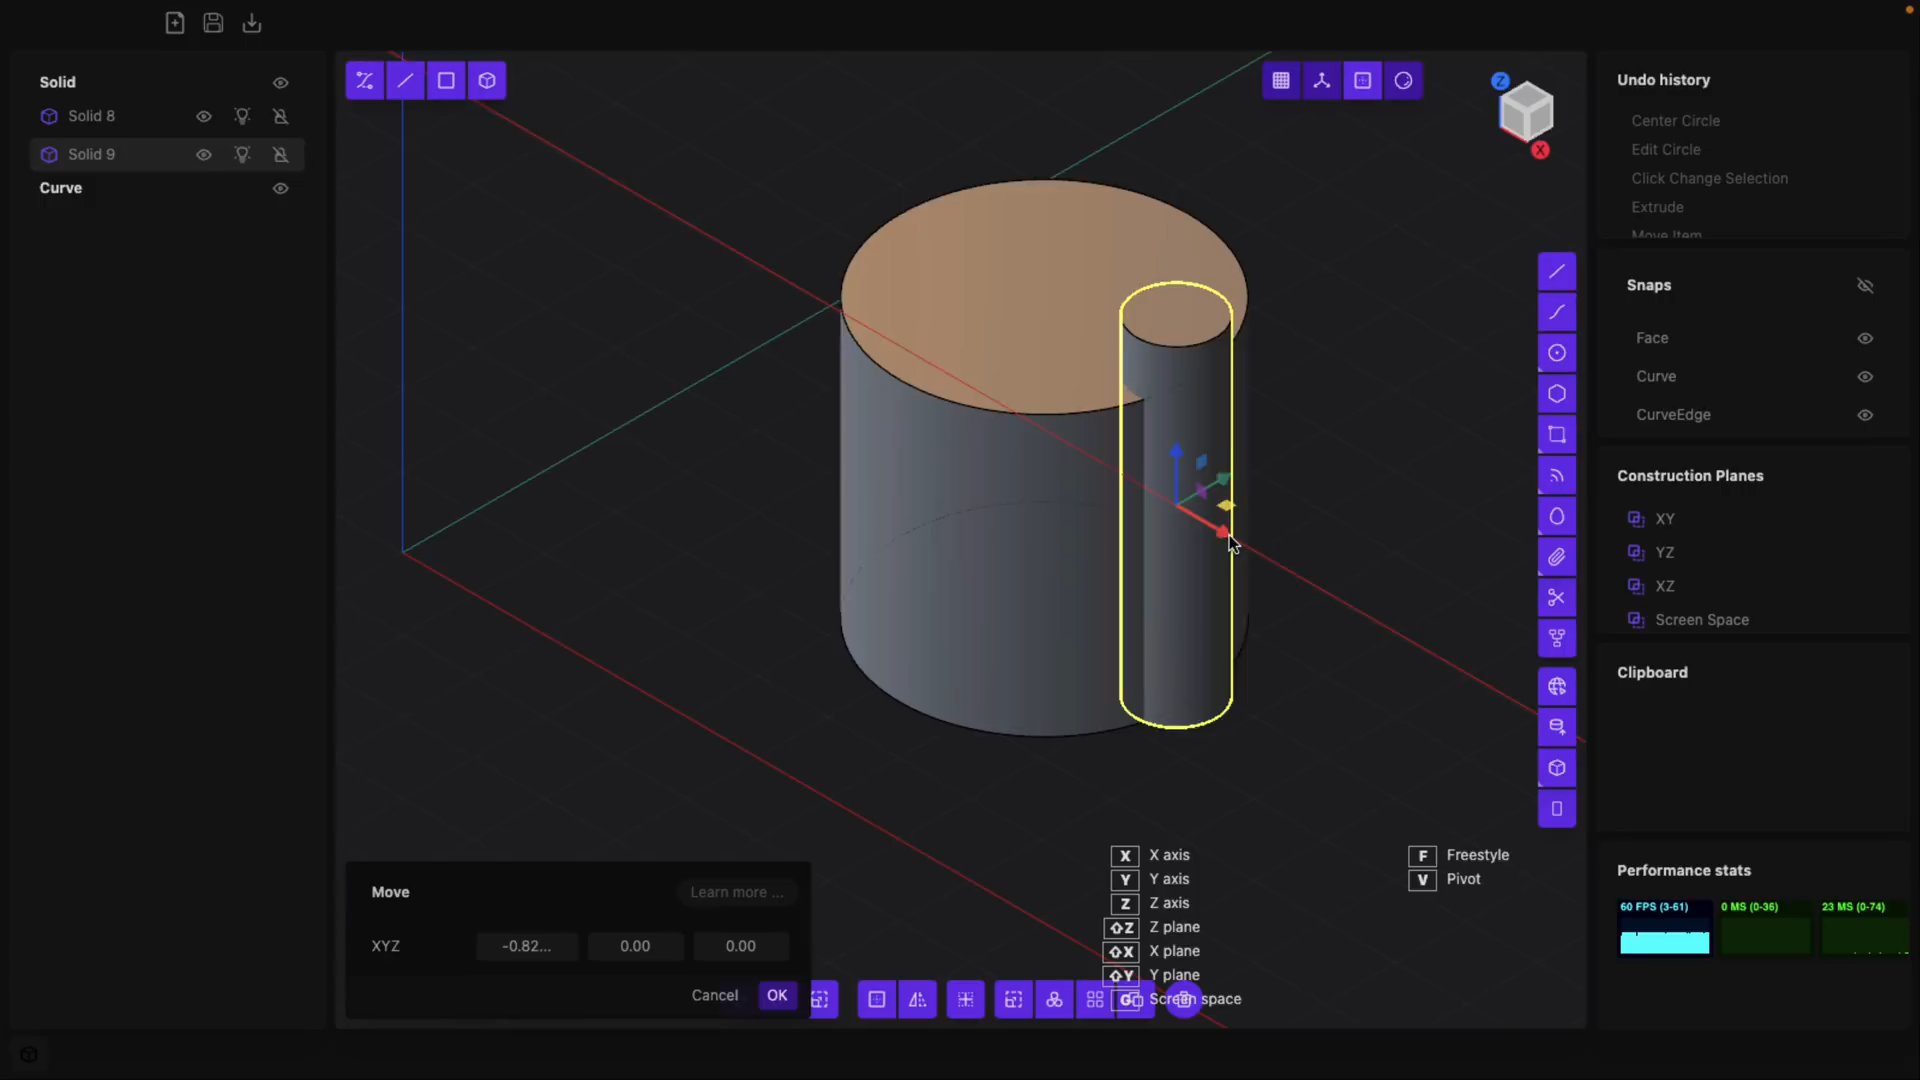 Solid
Solid 8
Solid 9
Curve
Z
X
Undo history
Center Circle
Edit Circle
Click Change Selection
Extrude
Move Item
Snaps
Face
Curve
CurveEdge
Construction Planes
XY
YZ
XZ
Screen Space
Clipboard
Performance stats
60 FPS (3-61)
0 MS (0-36)
23 MS (0-74)
Move
Learn more ...
XYZ
-0.82...
0.00
0.00
Cancel
OK
X X axis
Y Y axis
Z Z axis
⇧Z Z plane
⇧X X plane
⇧Y Y plane
Screen space
F Freestyle
V Pivot